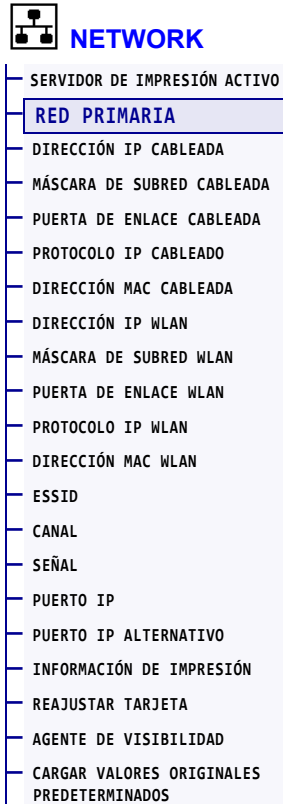 NETWORK
SERVIDOR DE IMPRESIÓN ACTIVO
RED PRIMARIA
DIRECCIÓN IP CABLEADA
MÁSCARA DE SUBRED CABLEADA
PUERTA DE ENLACE CABLEADA
PROTOCOLO IP CABLEADO
DIRECCIÓN MAC CABLEADA
DIRECCIÓN IP WLAN
MÁSCARA DE SUBRED WLAN
PUERTA DE ENLACE WLAN
PROTOCOLO IP WLAN
DIRECCIÓN MAC WLAN
ESSID
CANAL
SEÑAL
PUERTO IP
PUERTO IP ALTERNATIVO
INFORMACIÓN DE IMPRESIÓN
REAJUSTAR TARJETA
AGENTE DE VISIBILIDAD
CARGAR VALORES ORIGINALES
PREDETERMINADOS